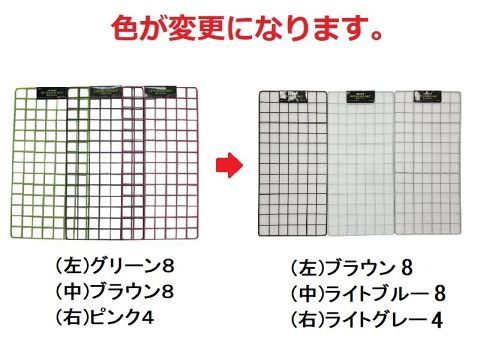 色が変更になります。
(左)グリーン8
(中)ブラウン8
(右)ピンク4
(左)ブラウン8
(中)ライトブルー8
(右)ライトグレー4